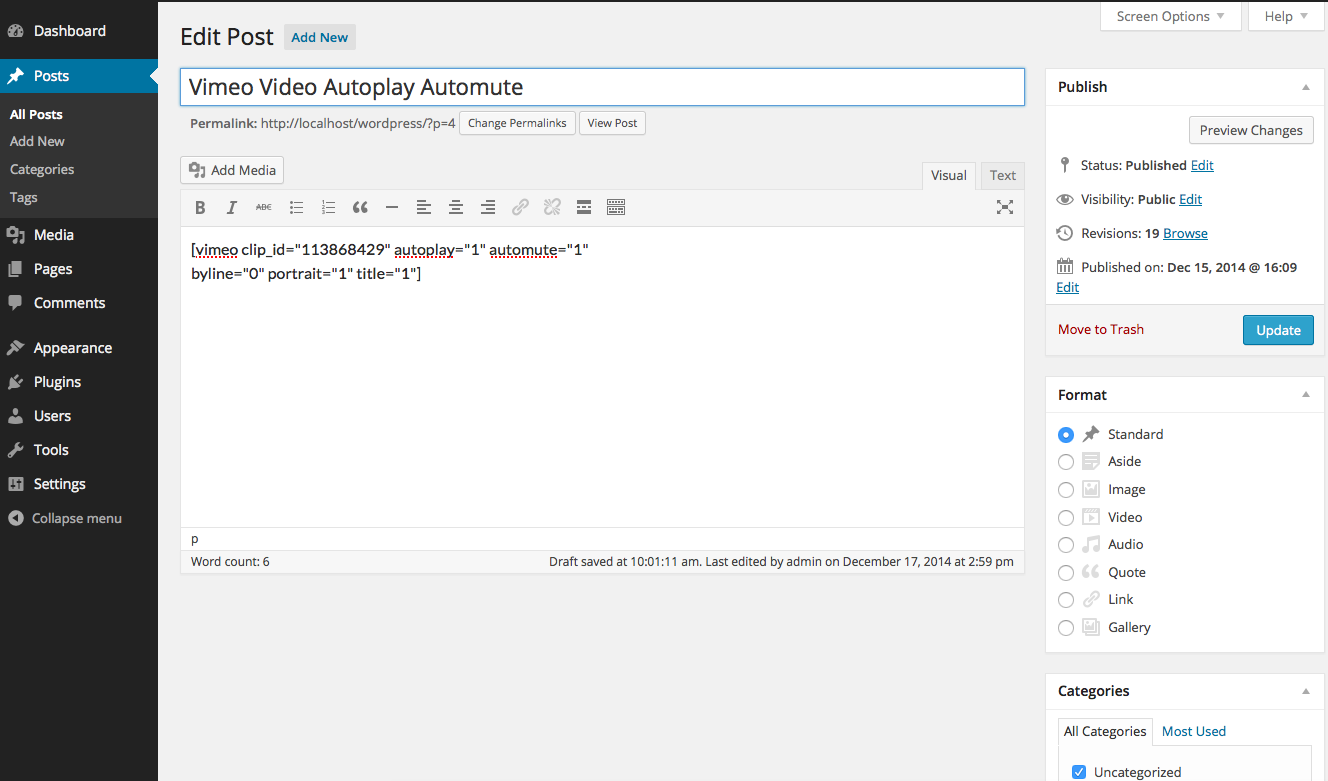 Screen Options
Help
Dashboard
Posts
All Posts
Add New
Categories
Tags
Media
Pages
Comments
Appearance
Plugins
Users
Tools
Settings
Collapse menu
Edit Post Add New
Vimeo Video Autoplay Automute
Permalink: http://localhost/wordpress/?p=4 Change Permalinks View Post
Add Media
Visual Text
B I ABC
[vimeo clip_id="113868429" autoplay="1" automute="1"
byline="0" portrait="1" title="1"]
p
Word count: 6 Draft saved at 10:01:11 am. Last edited by admin on December 17, 2014 at 2:59 pm
Publish
Preview Changes
Status: Published Edit
Visibility: Public Edit
Revisions: 19 Browse
Published on: Dec 15, 2014 @ 16:09
Edit
Move to Trash Update
Format
Standard
Aside
Image
Video
Audio
Quote
Link
Gallery
Categories
All Categories Most Used
Uncategorized